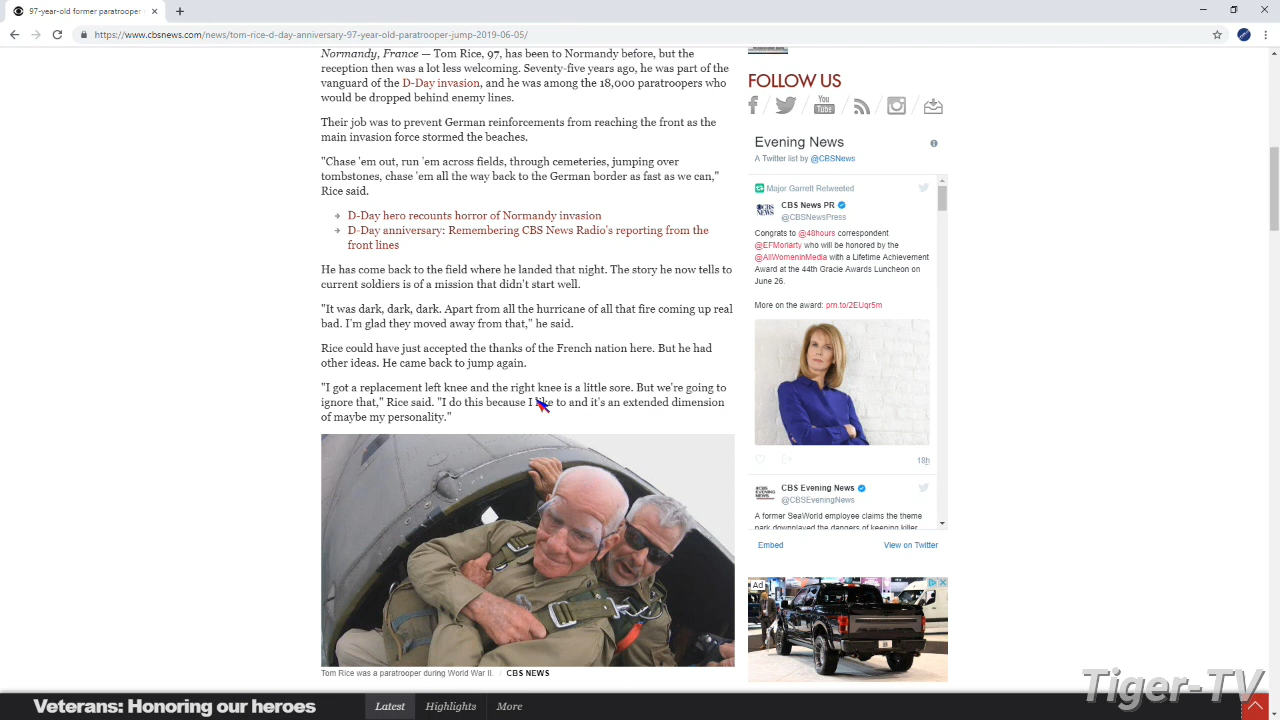 97-year-old former paratrooper
https://www.cbsnews.com/news/tom-rice-d-day-anniversary-97-year-old-paratrooper-jump-2019-06-05/
Normandy, France — Tom Rice, 97, has been to Normandy before, but the
reception then was a lot less welcoming. Seventy-five years ago, he was part of the
vanguard of the D-Day invasion, and he was among the 18,000 paratroopers who
would be dropped behind enemy lines.
Their job was to prevent German reinforcements from reaching the front as the
main invasion force stormed the beaches.
"Chase 'em out, run 'em across fields, through cemeteries, jumping over
tombstones, chase 'em all the way back to the German border as fast as we can,"
Rice said.
D-Day hero recounts horror of Normandy invasion
D-Day anniversary: Remembering CBS News Radio's reporting from the
front lines
He has come back to the field where he landed that night. The story he now tells to
current soldiers is of a mission that didn't start well.
"It was dark, dark, dark. Apart from all the hurricane of all that fire coming up real
bad. I'm glad they moved away from that," he said.
Rice could have just accepted the thanks of the French nation here. But he had
other ideas. He came back to jump again.
"I got a replacement left knee and the right knee is a little sore. But we're going to
ignore that," Rice said. "I do this because I like to and it's an extended dimension
of maybe my personality."
Tom Rice was a paratrooper during World War II. / CBS NEWS
FOLLOW US
You Tube
Evening News
A Twitter list by @CBSNews
Major Garrett Retweeted
CBS NEWS
CBS News PR
@CBSNewsPress
Congrats to @48hours correspondent
@EFMoriarty who will be honored by the
@AllWomenInMedia with a Lifetime Achievement
Award at the 44th Gracie Awards Luncheon on
June 26.
More on the award: prn.to/2EUqr5m
18h
CBS EVENING NEWS
CBS Evening News
@CBSEveningNews
A former SeaWorld employee claims the theme
park downplayed the dangers of keeping killer
Embed
View on Twitter
Ad
Tiger-TV
Veterans: Honoring our heroes
Latest
Highlights
More